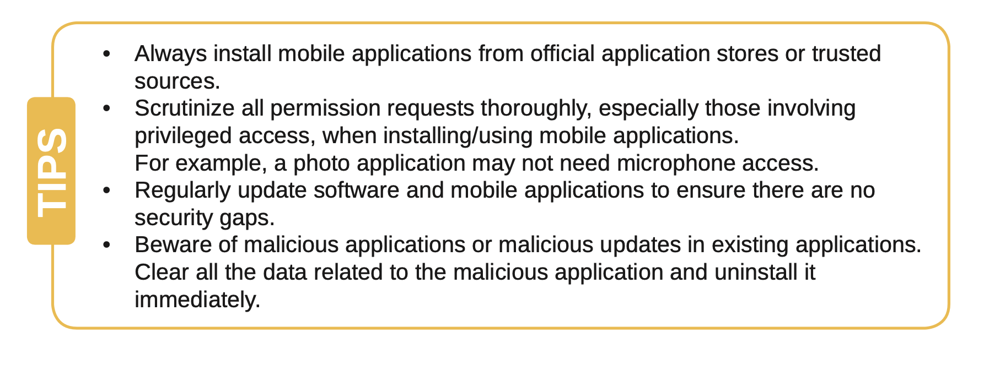 TIPS
• Always install mobile applications from official application stores or trusted
sources.
• Scrutinize all permission requests thoroughly, especially those involving
privileged access, when installing/using mobile applications.
For example, a photo application may not need microphone access.
• Regularly update software and mobile applications to ensure there are no
security gaps.
• Beware of malicious applications or malicious updates in existing applications.
Clear all the data related to the malicious application and uninstall it
immediately.